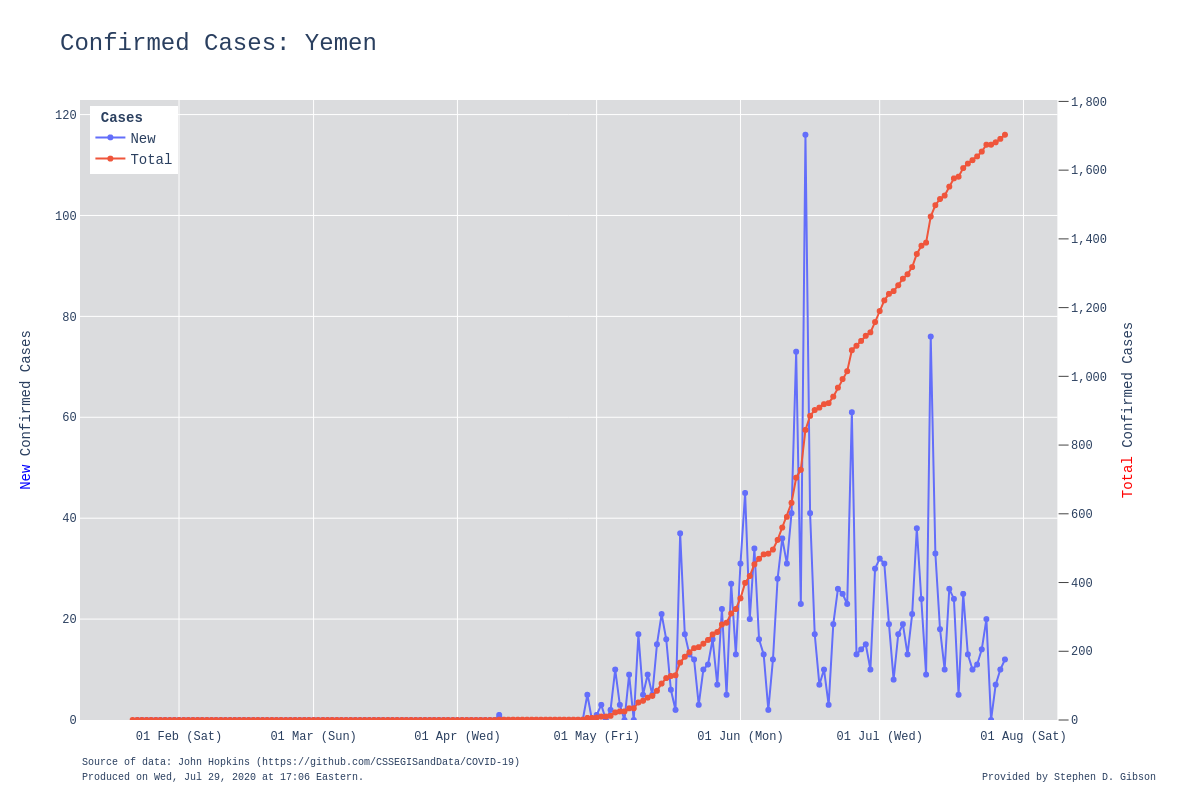 Confirmed Cases: Yemen
Cases
New
Total
120
100
80
60
40
20
0
New Confirmed Cases
1,800
1,600
1,400
1,200
1,000
800
600
400
200
0
Total Confirmed Cases
01 Feb (Sat)
01 Mar (Sun)
01 Apr (Wed)
01 May (Fri)
01 Jun (Mon)
01 Jul (Wed)
01 Aug (Sat)
Source of data: John Hopkins (https://github.com/CSSEGISandData/COVID-19)
Produced on Wed, Jul 29, 2020 at 17:06 Eastern.
Provided by Stephen D. Gibson